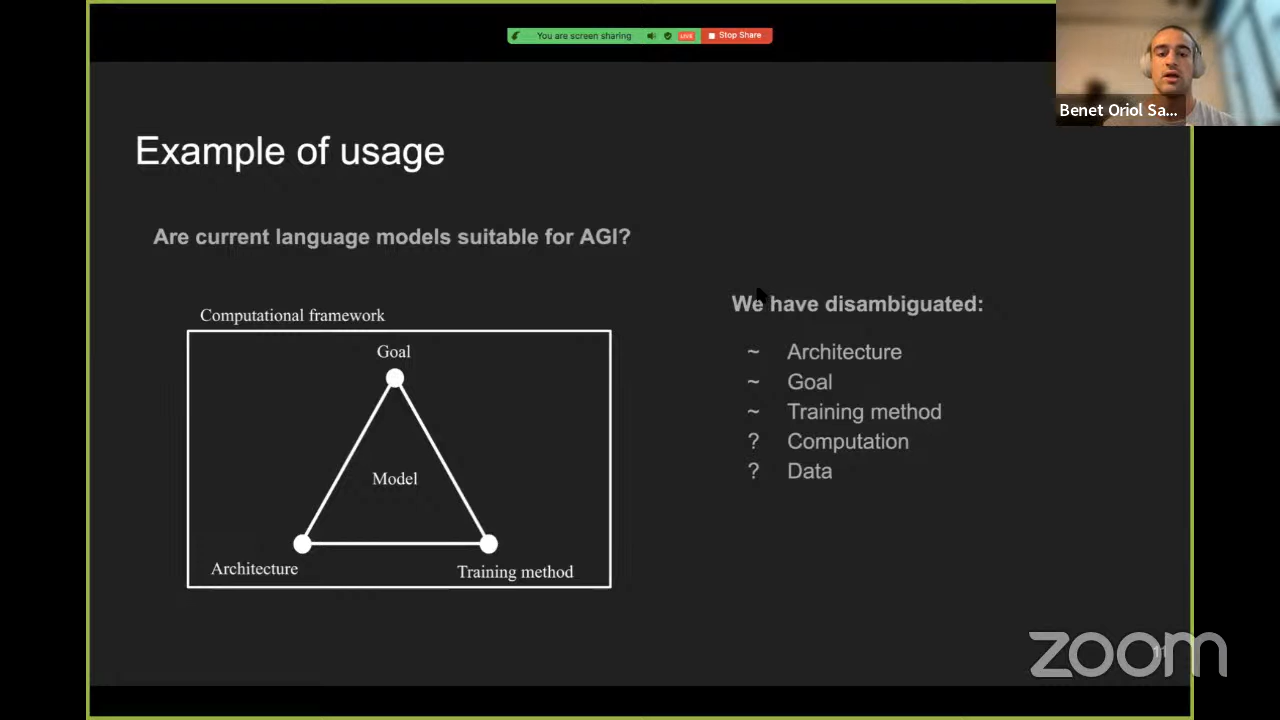 You are screen sharing
LIVE
Stop Share
Benet Oriol Sa...
Example of usage
Are current language models suitable for AGI?
Computational framework
Goal
Model
Architecture
Training method
We have disambiguated:
~ Architecture
~ Goal
~ Training method
? Computation
? Data
zoom
11